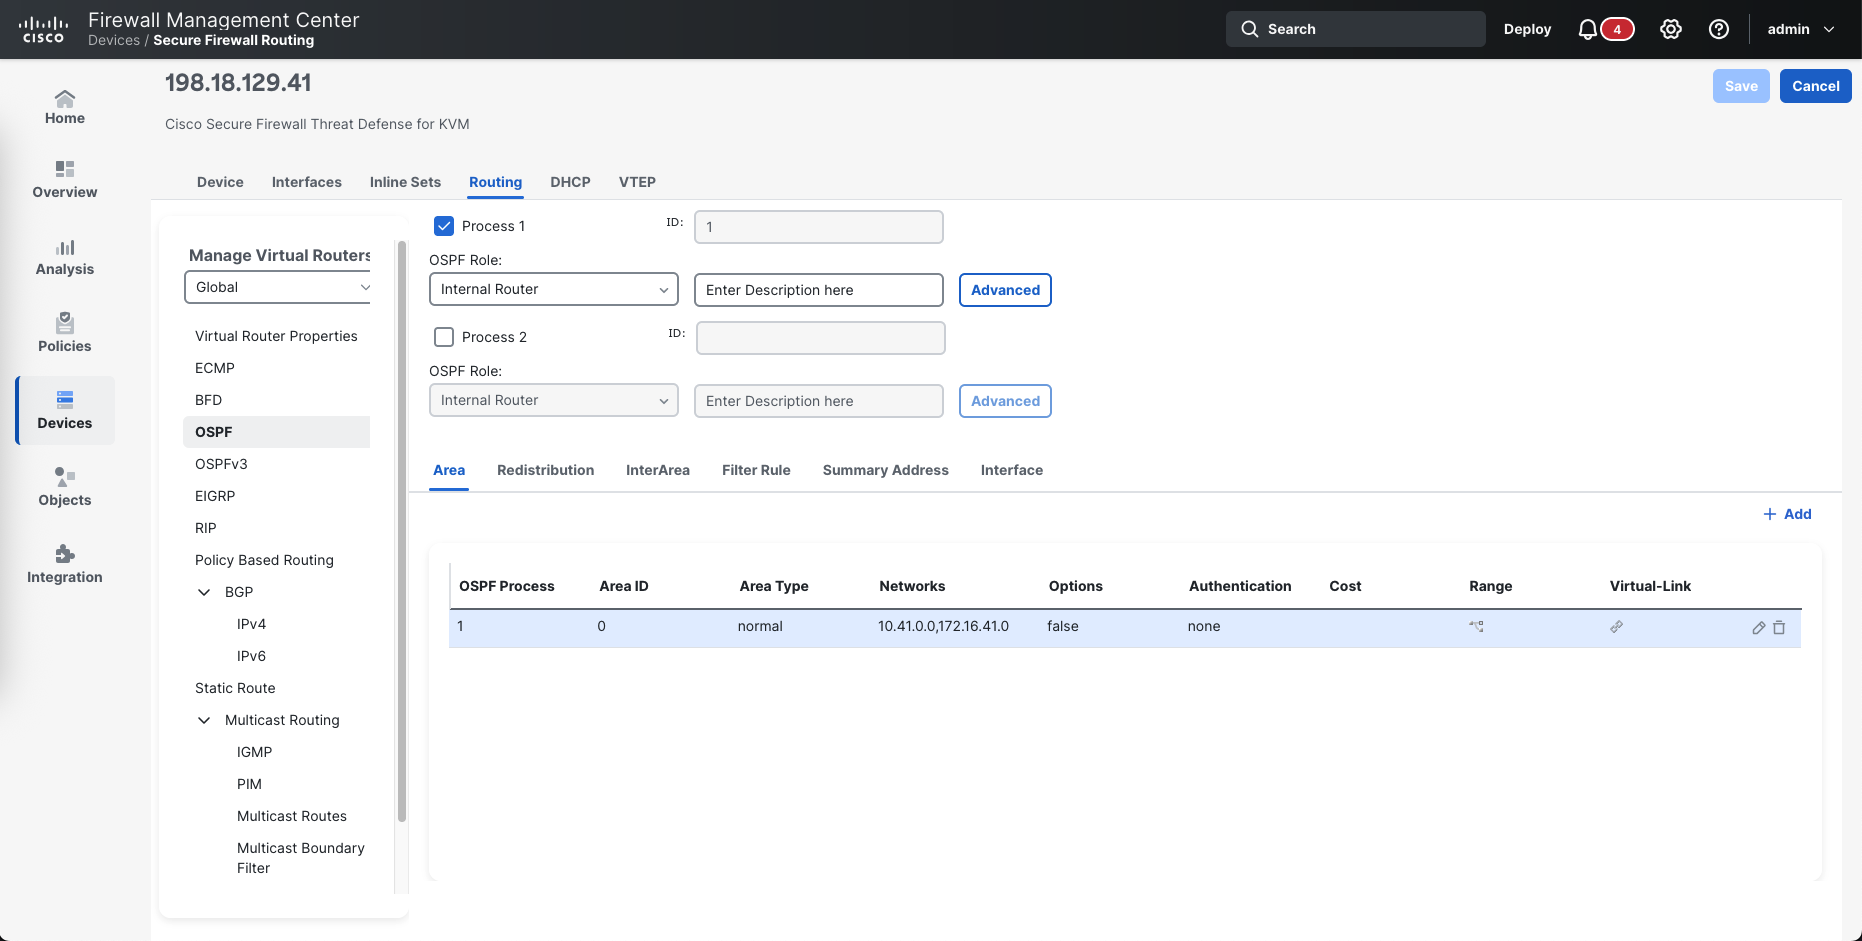 Firewall Management Center
cisco
Devices / Secure Firewall Routing
Search
Deploy
4
admin
198.18.129.41
Save
Cancel
Cisco Secure Firewall Threat Defense for KVM
Home
Overview
Analysis
Policies
Devices
Objects
Integration
Device Interfaces Inline Sets Routing DHCP VTEP
Manage Virtual Routers
Global
Virtual Router Properties
ECMP
BFD
OSPF
OSPFv3
EIGRP
RIP
Policy Based Routing
BGP
IPv4
IPv6
Static Route
Multicast Routing
IGMP
PIM
Multicast Routes
Multicast Boundary
Filter
Process 1 ID: 1
OSPF Role:
Internal Router Enter Description here Advanced
Process 2 ID:
OSPF Role:
Internal Router Enter Description here Advanced
Area Redistribution InterArea Filter Rule Summary Address Interface
Add
OSPF Process Area ID Area Type Networks Options Authentication Cost Range Virtual-Link
1 0 normal 10.41.0.0,172.16.41.0 false none